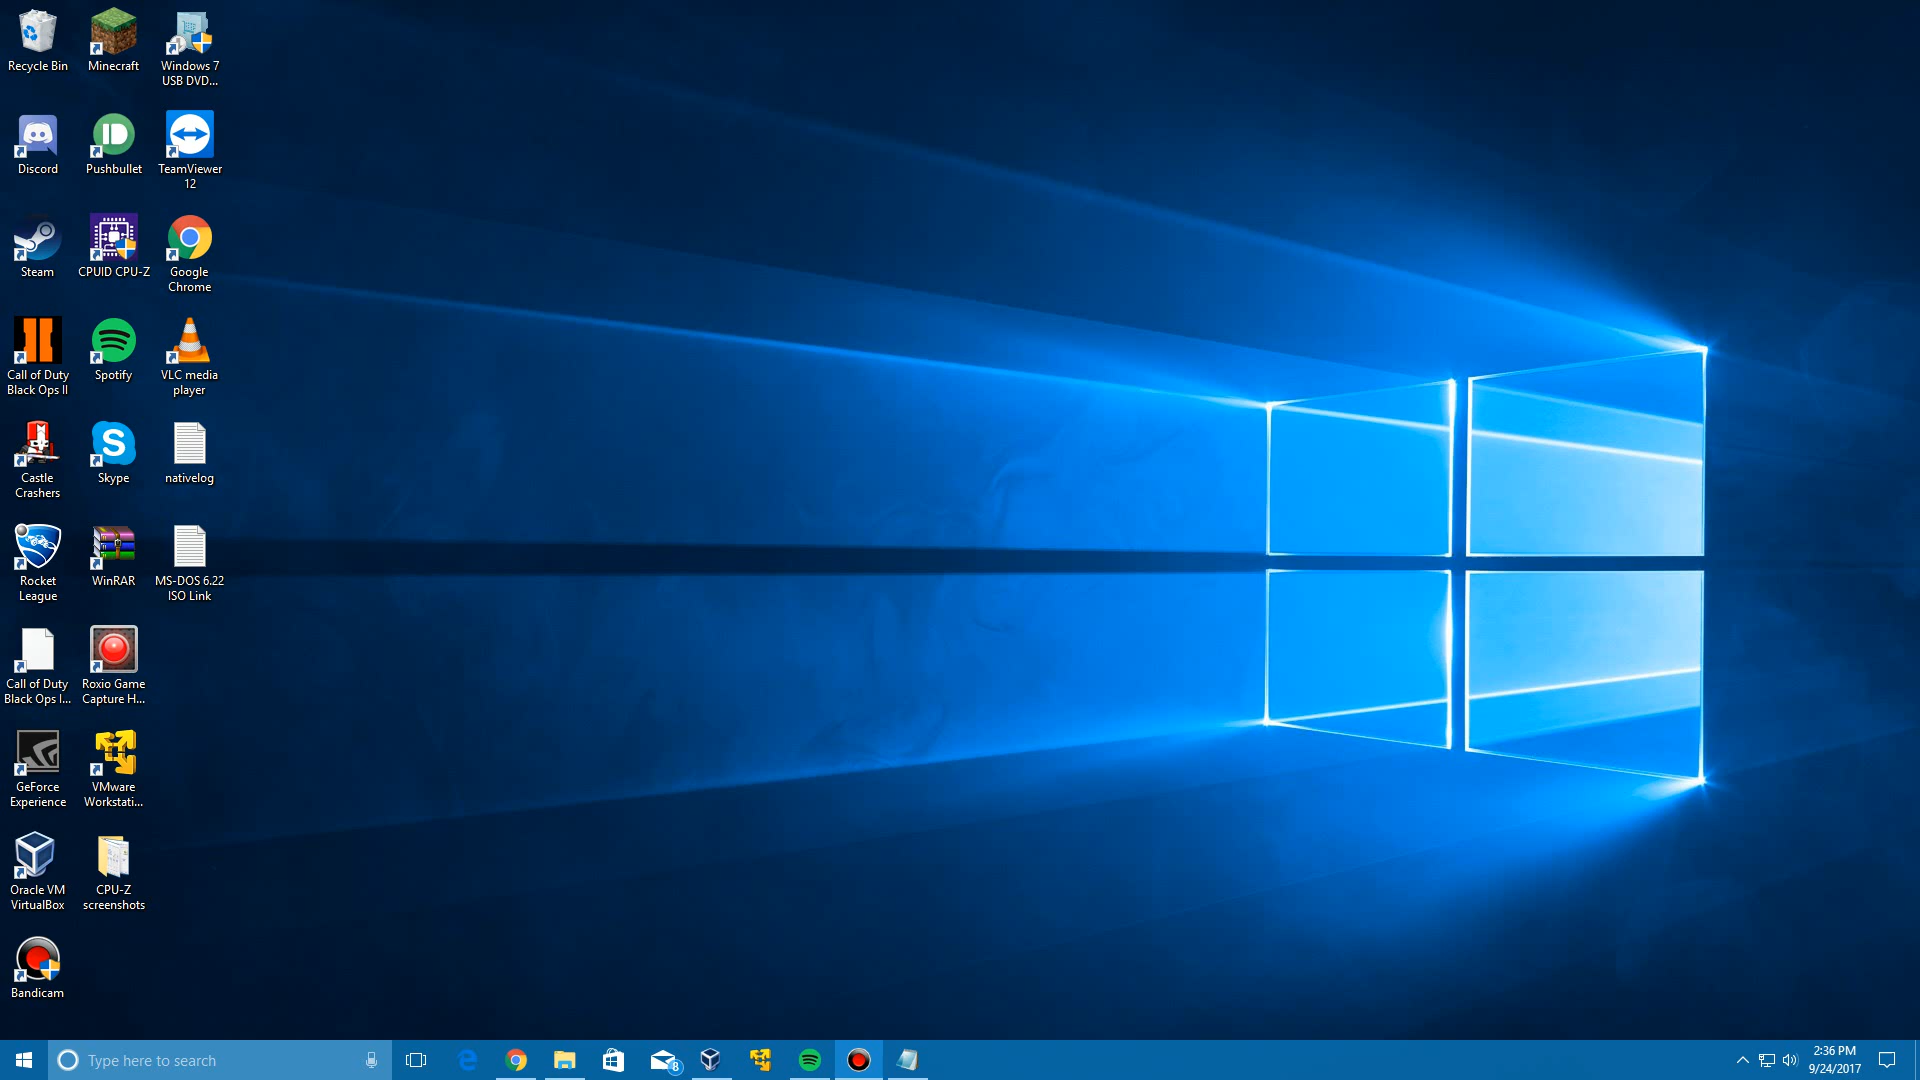 Recycle Bin
Minecraft
Windows 7
USB DVD...
Discord
Pushbullet
TeamViewer
12
Steam
CPUID CPU-Z
Google
Chrome
Call of Duty
Black Ops II
Spotify
VLC media
player
Castle
Crashers
Skype
nativelog
Rocket
League
WinRAR
MS-DOS 6.22
ISO Link
Call of Duty
Black Ops I...
Roxio Game
Capture H...
GeForce
Experience
VMware
Workstati...
Oracle VM
VirtualBox
CPU-Z
screenshots
Bandicam
Type here to search
8
2:36 PM
9/24/2017